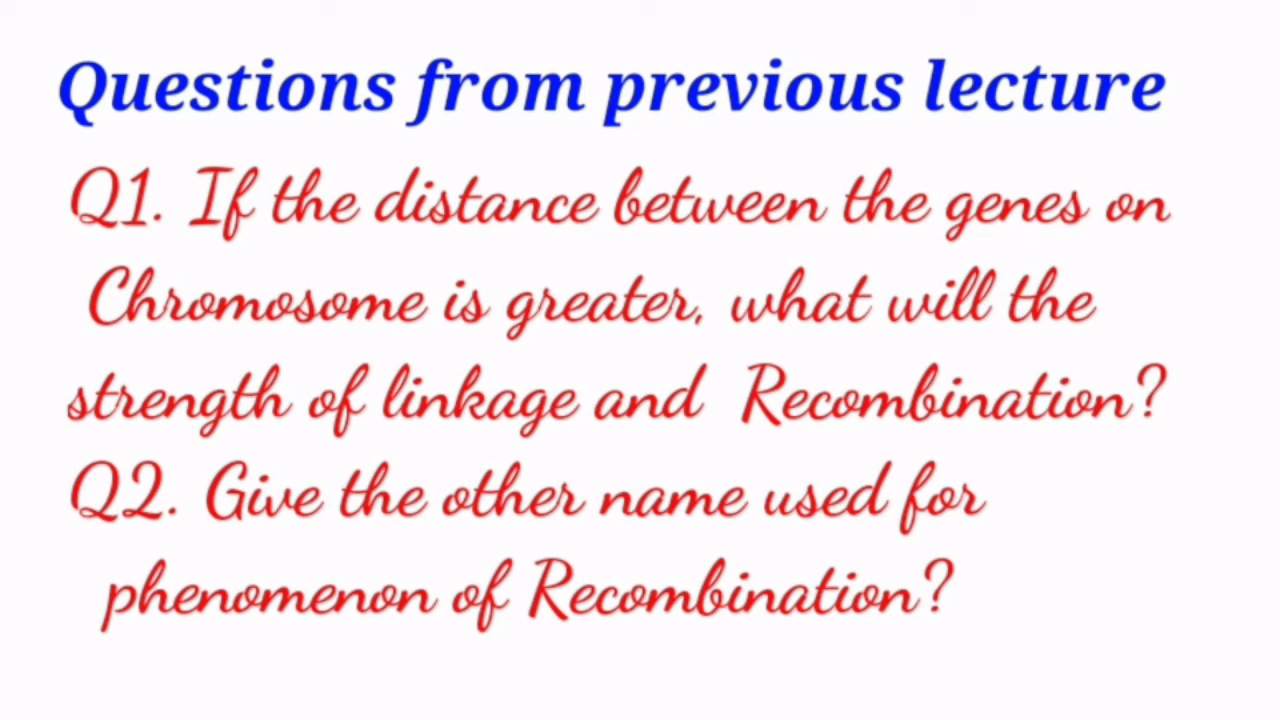 Questions from previous lecture
Q1. If the distance between the genes on
Chromosome is greater, what will the
strength of linkage and Recombination?
Q2. Give the other name used for
phenomenon of Recombination?